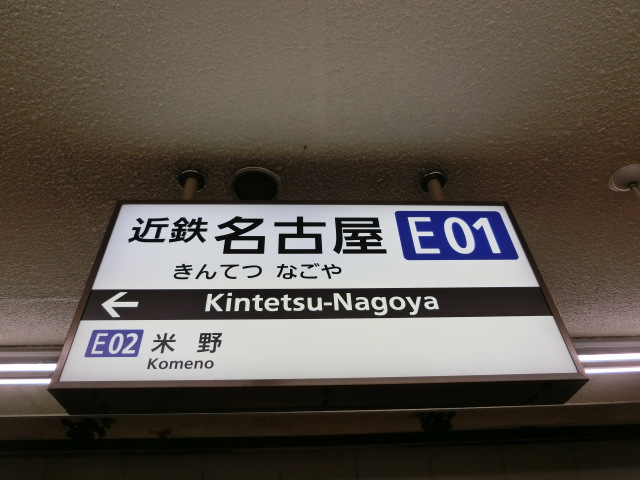 近鉄名古屋 E01
きんてつ なごや
← Kintetsu-Nagoya
E02 米野
Komeno